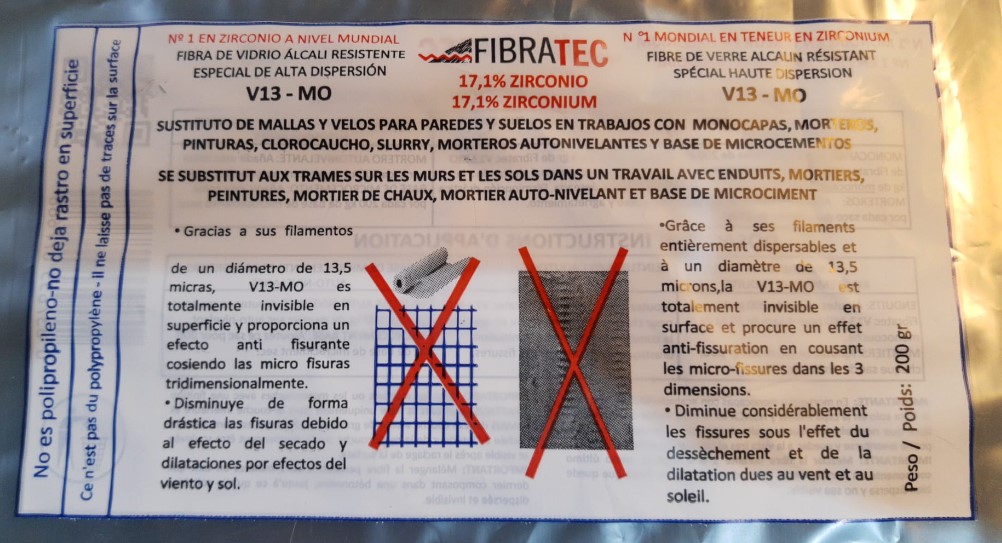 No es polipropileno-no deja rastro en superficie
Ce n'est pas du polypropylène - il ne laisse pas de traces sur la surface
Nº 1 EN ZIRCONIO A NIVEL MUNDIAL
FIBRA DE VIDRIO ÁLCALI RESISTENTE
ESPECIAL DE ALTA DISPERSIÓN
V13 - MO
FIBRATEC
17,1% ZIRCONIO
17,1% ZIRCONIUM
N º1 MONDIAL EN TENEUR EN ZIRCONIUM
FIBRE DE VERRE ALCALIN RÉSISTANT
SPÉCIAL HAUTE DISPERSION
V13 - MO
SUSTITUTO DE MALLAS Y VELOS PARA PAREDES Y SUELOS EN TRABAJOS CON MONOCAPAS, MORTEROS,
PINTURAS, CLOROCAUCHO, SLURRY, MORTEROS AUTONIVELANTES Y BASE DE MICROCEMENTOS
SE SUBSTITUT AUX TRAMES SUR LES MURS ET LES SOLS DANS UN TRAVAIL AVEC ENDUITS, MORTIERS,
PEINTURES, MORTIER DE CHAUX, MORTIER AUTO-NIVELANT ET BASE DE MICROCIMENT
• Gracias a sus filamentos
de un diámetro de 13,5
micras, V13-MO es
totalmente invisible en
superficie y proporciona un
efecto anti fisurante
cosiendo las micro fisuras
tridimensionalmente.
• Disminuye de forma
drástica las fisuras debido
al efecto del secado y
dilataciones por efectos del
viento y sol.
•Grâce à ses filaments
entièrement dispersables et
à un diamètre de 13,5
microns,la V13-MO est
totalement invisible en
surface et procure un effet
anti-fissuration en cousant
les micro-fissures dans les 3
dimensions.
• Diminue considérablement
les fissures sous l'effet du
dessèchement et de la
dilatation dues au vent et au
soleil.
Peso / Poids: 200 gr